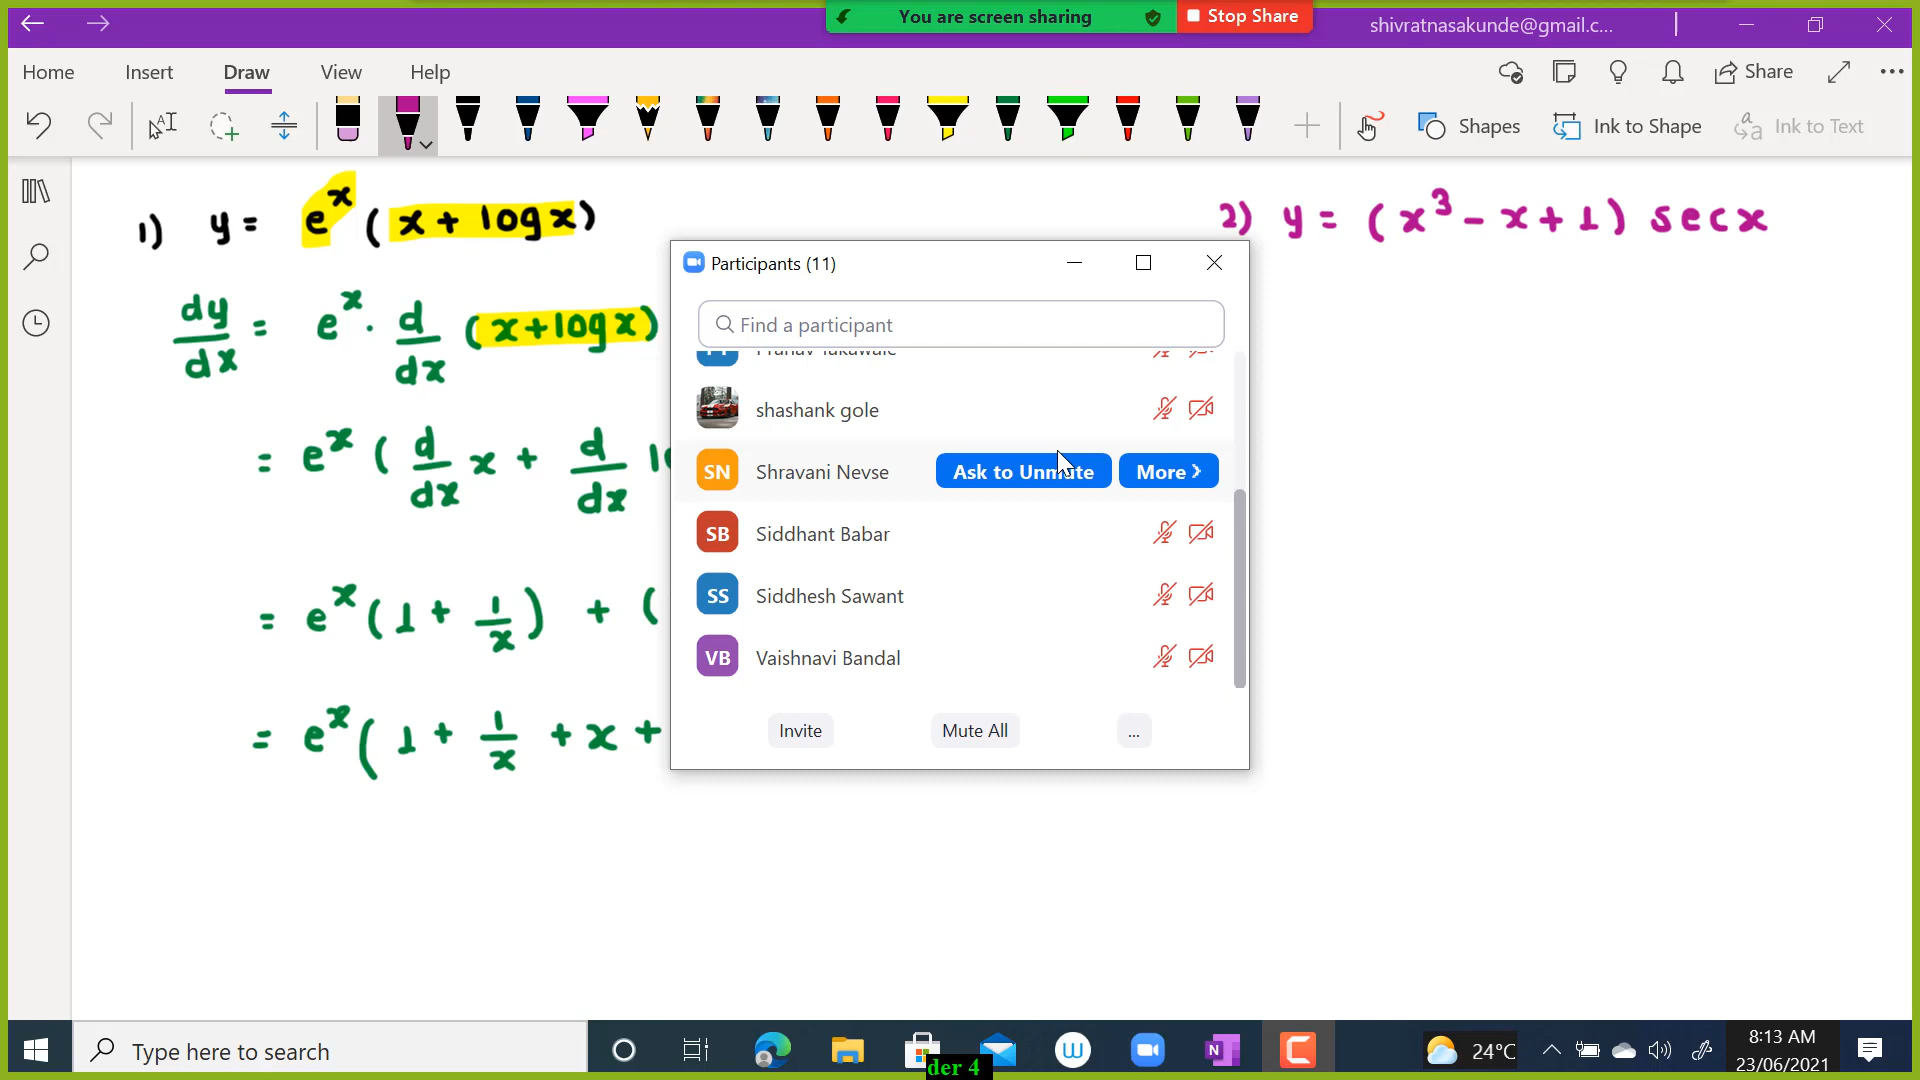 You are screen sharing
Stop Share
shivratnasakunde@gmail.c...
Home Insert Draw View Help
Share
Shapes
Ink to Shape
Ink to Text
1) y = e^x (x + log x)
2) y = (x^3 - x + 1) sec x
dy/dx = e^x . d/dx (x + log x)
= e^x ( d/dx x + d/dx lo
= e^x (1 + 1/x) + (
= e^x (1 + 1/x + x +
Participants (11)
Find a participant
shashank gole
SN Shravani Nevse Ask to Unmute More >
SB Siddhant Babar
SS Siddhesh Sawant
VB Vaishnavi Bandal
Invite Mute All ...
Type here to search
der 4
24°C
8:13 AM
23/06/2021